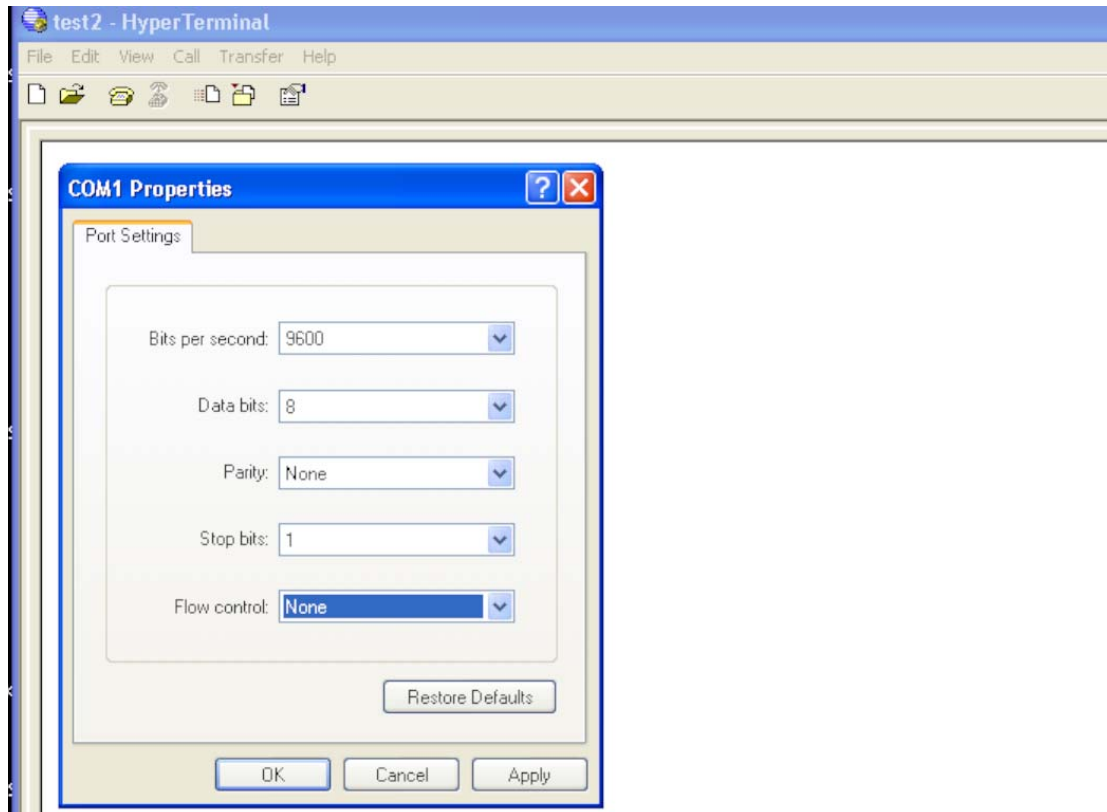 test2 - HyperTerminal
File Edit View Call Transfer Help
COM1 Properties
Port Settings
Bits per second: 9600
Data bits: 8
Parity: None
Stop bits: 1
Flow control: None
Restore Defaults
OK Cancel Apply